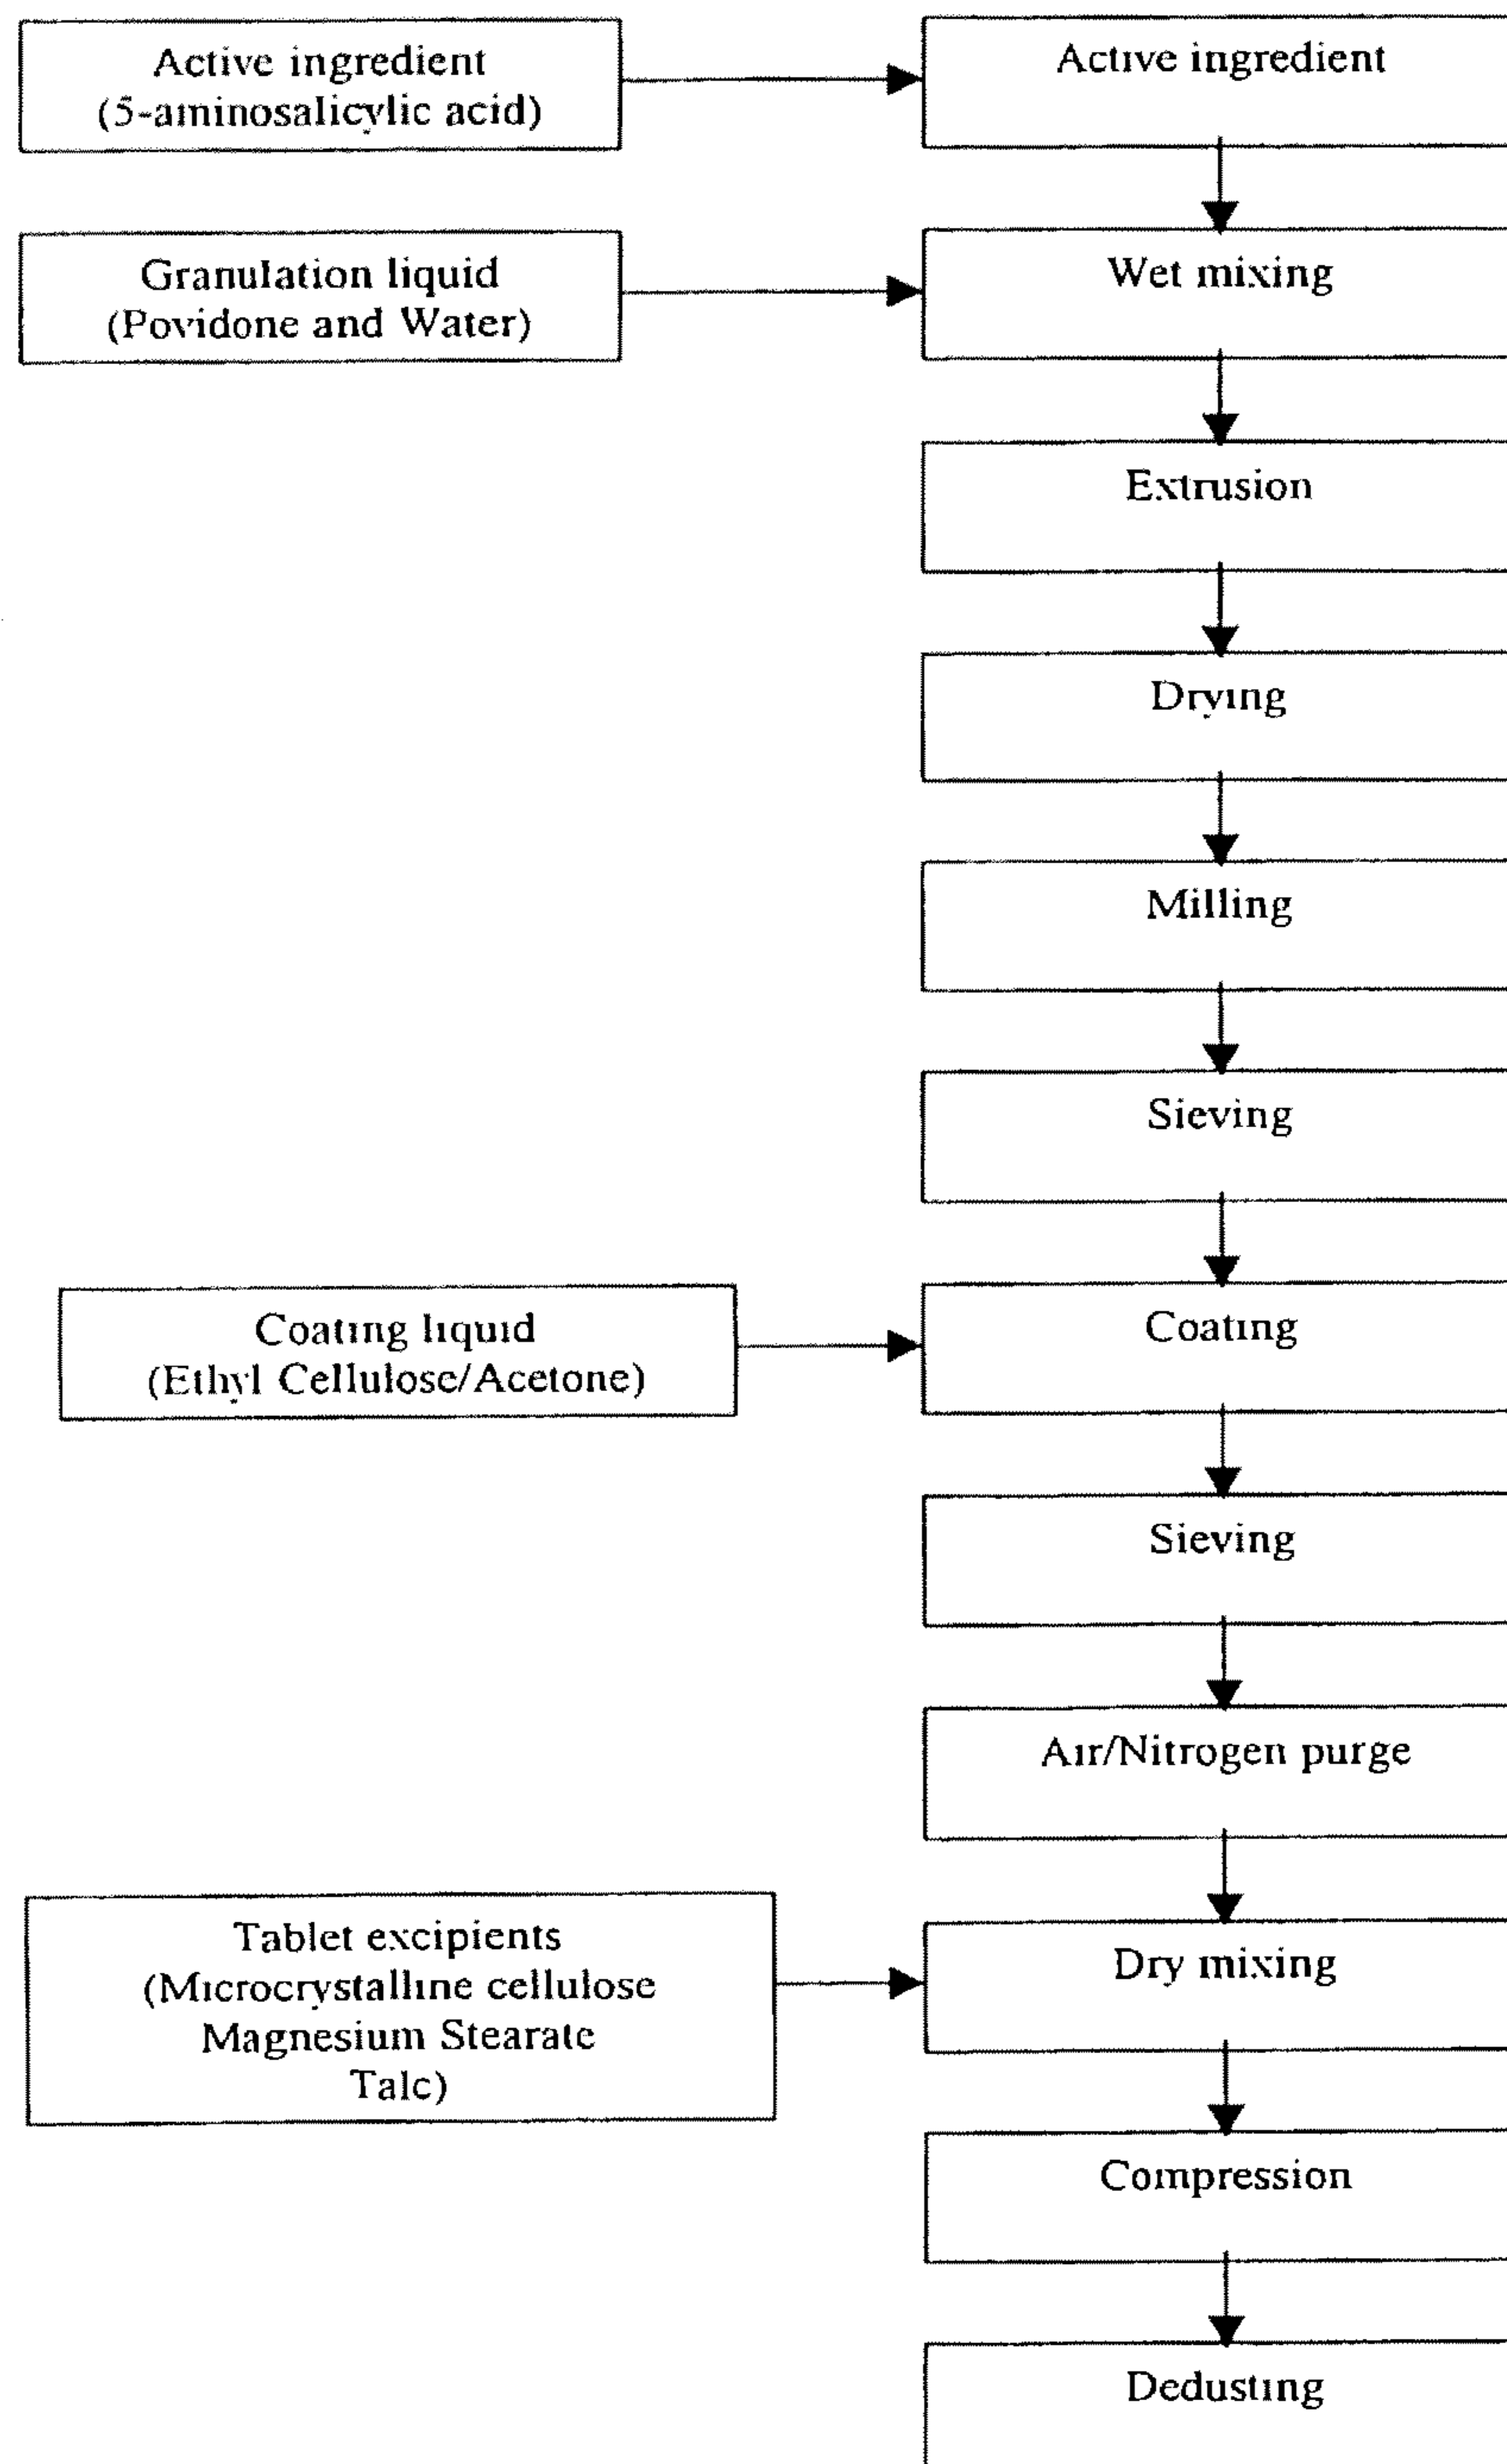 Active ingredient
(5-aminosalicylic acid)
Active ingredient
Granulation liquid
(Povidone and Water)
Wet mixing
Extrusion
Drying
Milling
Sieving
Coating liquid
(Ethyl Cellulose/Acetone)
Coating
Sieving
Air/Nitrogen purge
Tablet excipients
(Microcrystalline cellulose
Magnesium Stearate
Talc)
Dry mixing
Compression
Dedusting